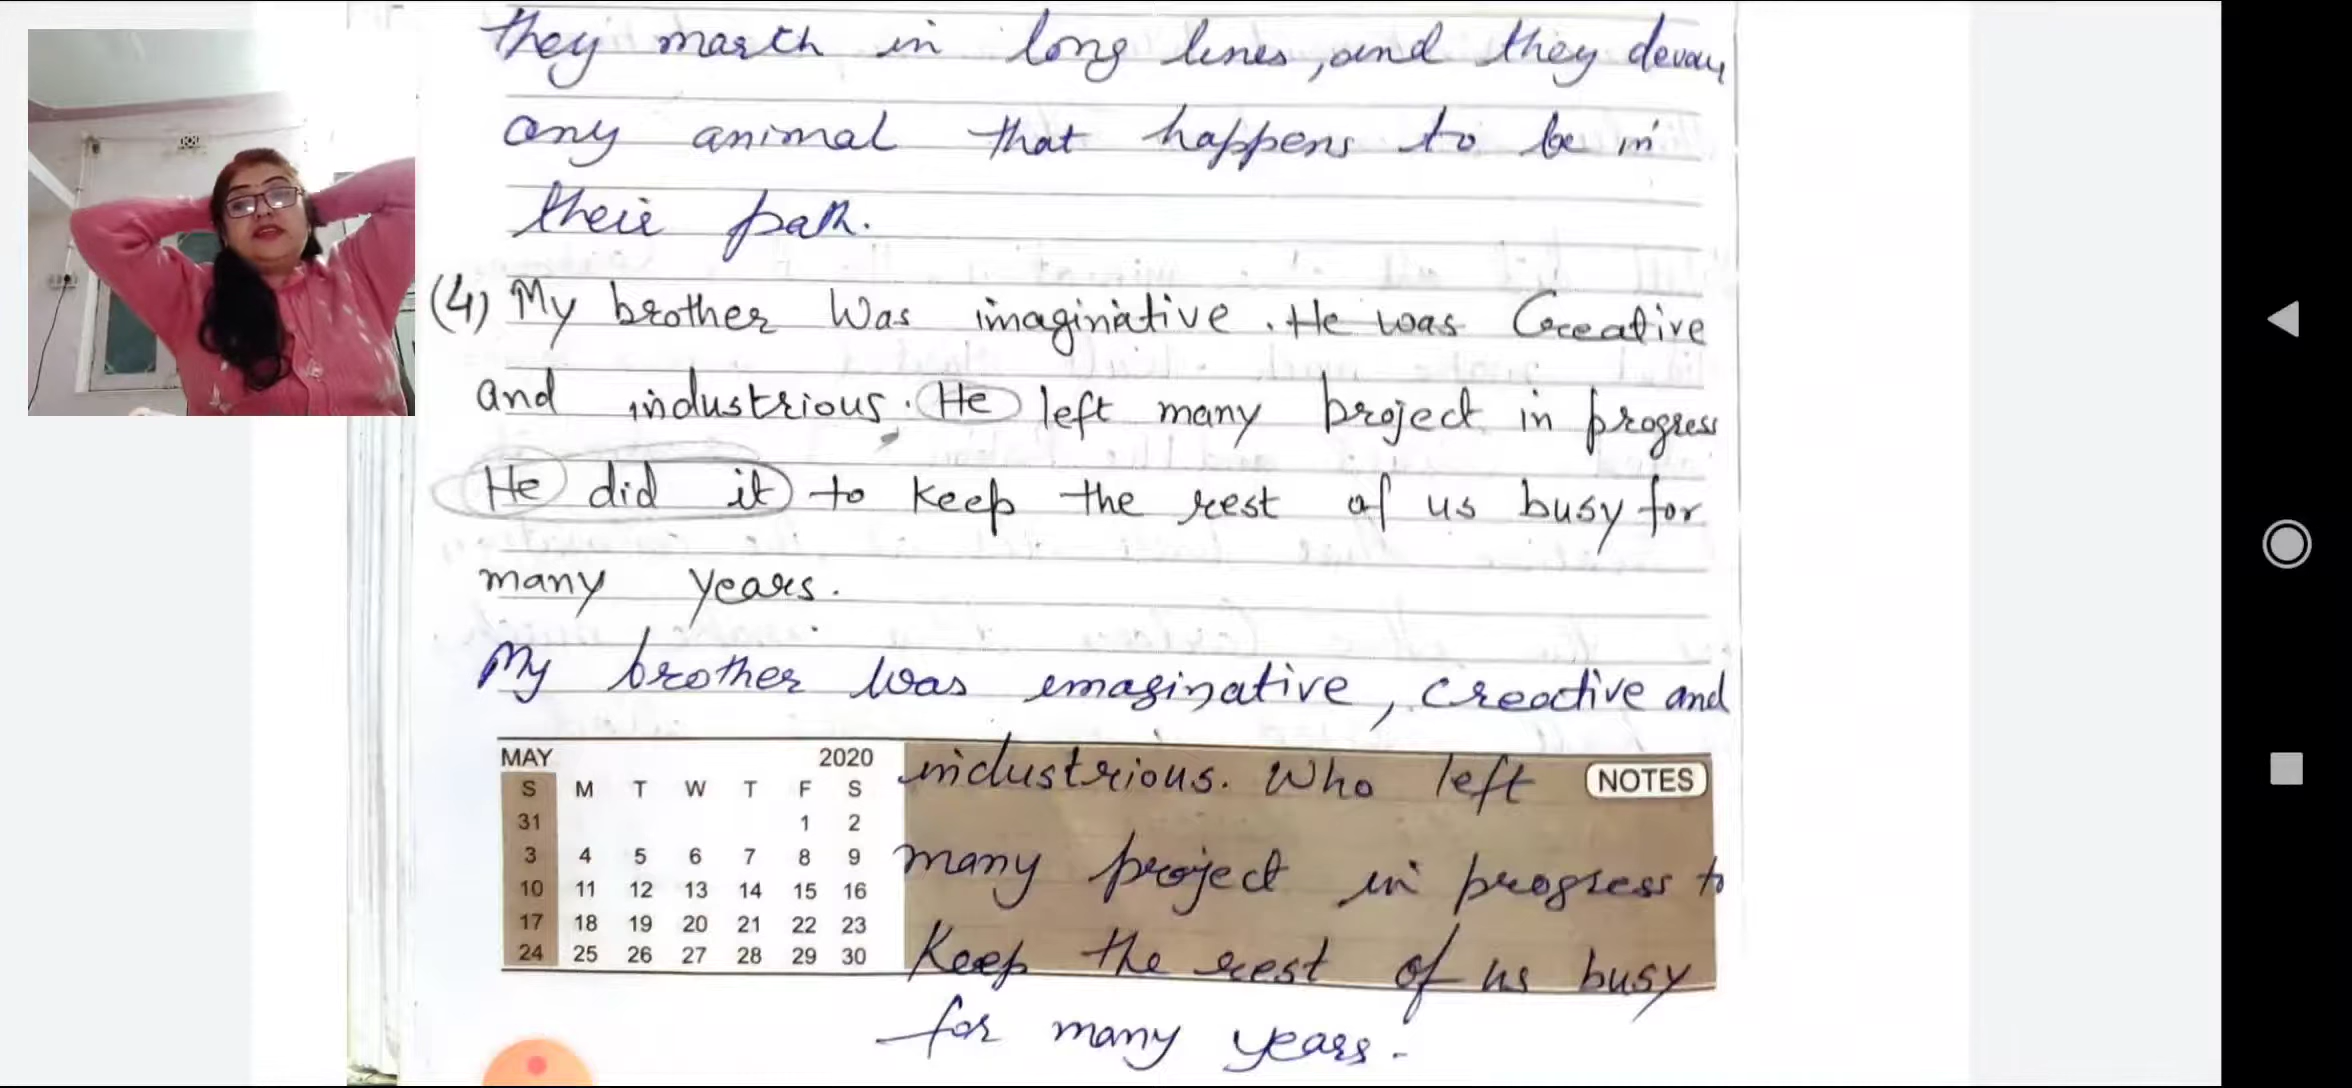 they march in long lines, and they devour
any animal that happens to be in
their path.
(4) My brother was imaginative. He was Creative
and industrious. He left many project in progress
He did it to keep the rest of us busy for
many years.
My brother was imaginative, creative and
industrious. Who left
many project in progress to
keep the rest of us busy
for many years.
MAY 2020
S M T W T F S
31 1 2
3 4 5 6 7 8 9
10 11 12 13 14 15 16
17 18 19 20 21 22 23
24 25 26 27 28 29 30
NOTES